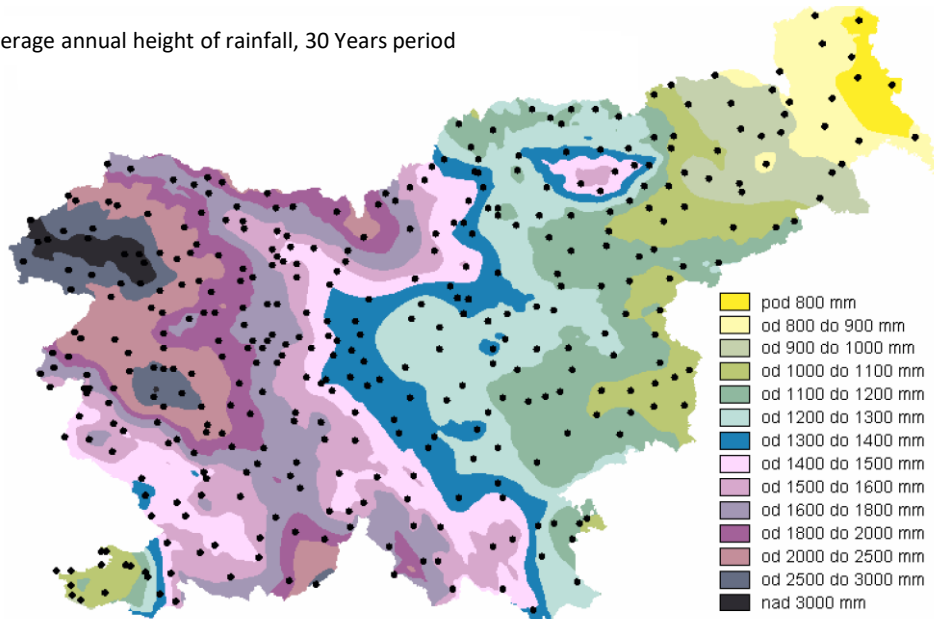 erage annual height of rainfall, 30 Years period
pod 800 mm
od 800 do 900 mm
od 900 do 1000 mm
od 1000 do 1100 mm
od 1100 do 1200 mm
od 1200 do 1300 mm
od 1300 do 1400 mm
od 1400 do 1500 mm
od 1500 do 1600 mm
od 1600 do 1800 mm
od 1800 do 2000 mm
od 2000 do 2500 mm
od 2500 do 3000 mm
nad 3000 mm